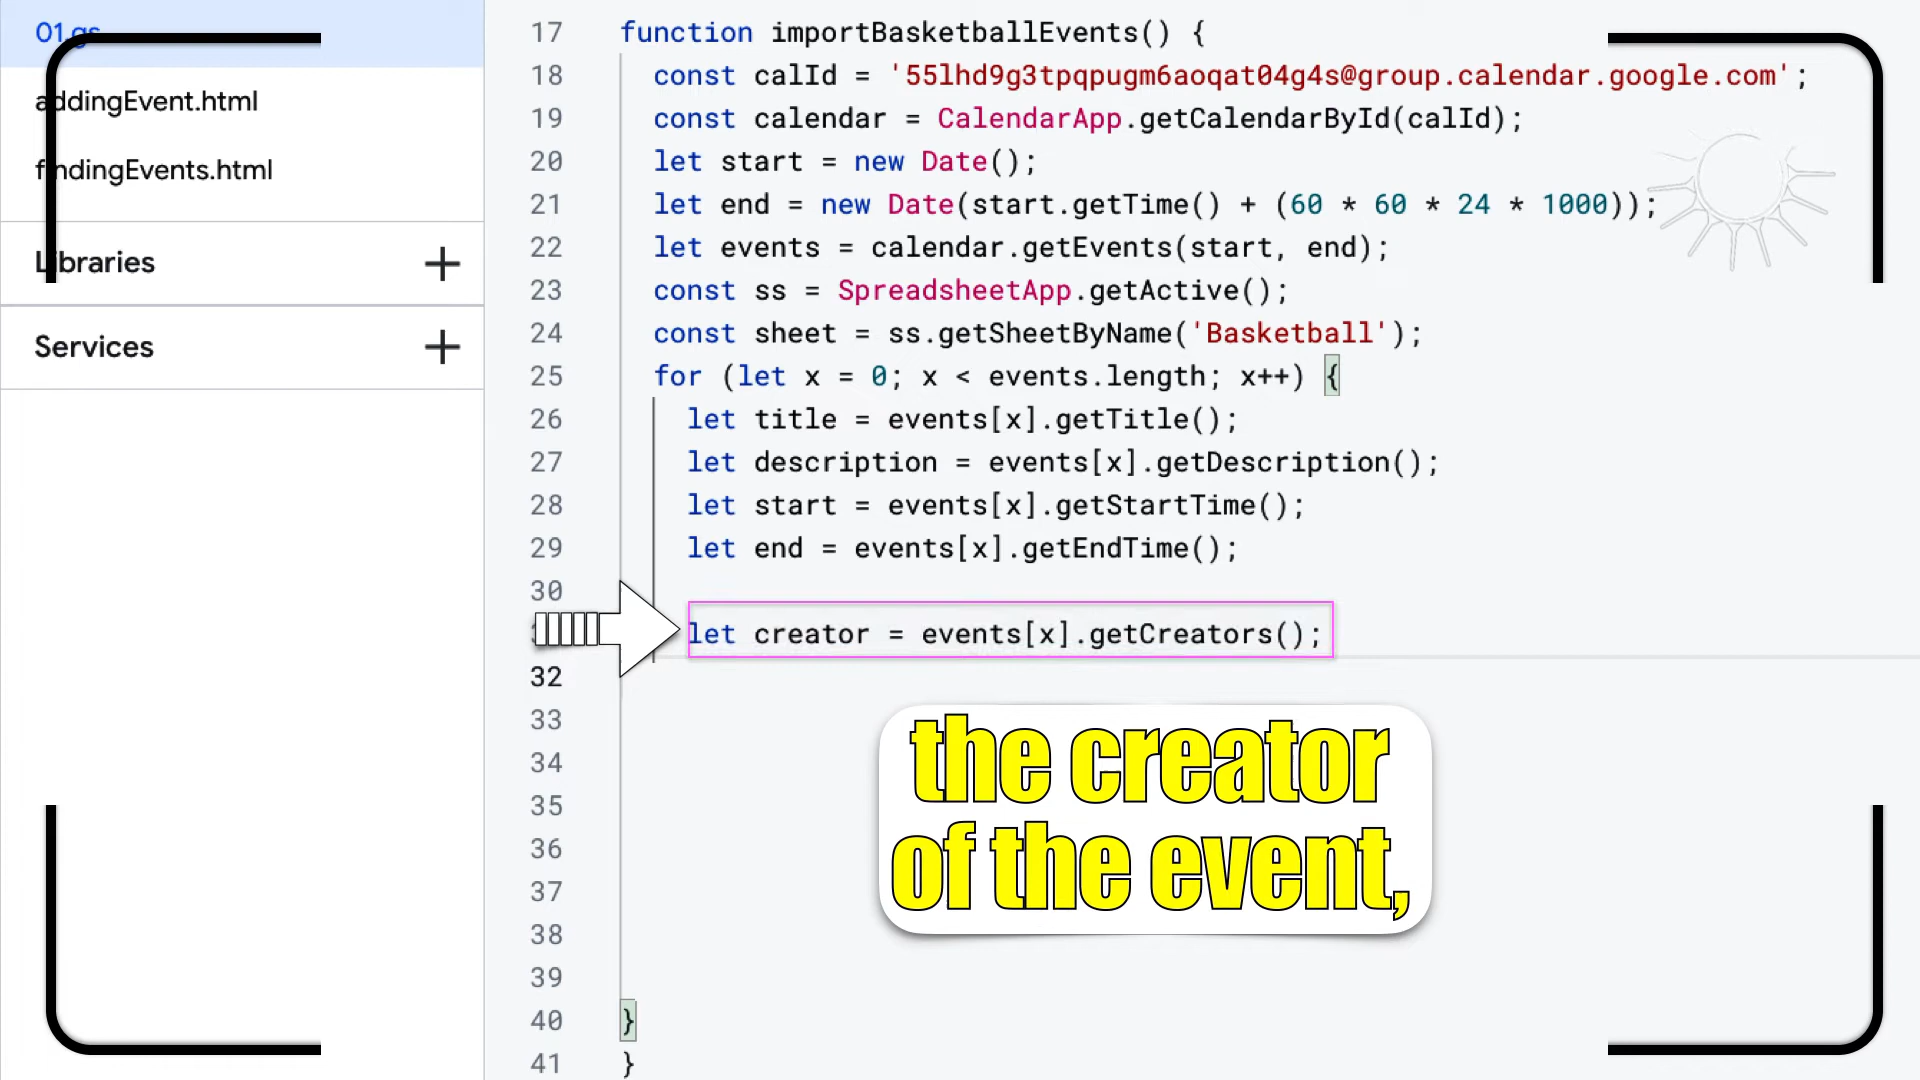 01.gs
addingEvent.html
findingEvents.html
Libraries
Services
17 function importBasketballEvents() {
18 const calId = '55lhd9g3tpqpugm6aoqat04g4s@group.calendar.google.com';
19 const calendar = CalendarApp.getCalendarById(calId);
20 let start = new Date();
21 let end = new Date(start.getTime() + (60 * 60 * 24 * 1000));
22 let events = calendar.getEvents(start, end);
23 const ss = SpreadsheetApp.getActive();
24 const sheet = ss.getSheetByName('Basketball');
25 for (let x = 0; x < events.length; x++) {
26 let title = events[x].getTitle();
27 let description = events[x].getDescription();
28 let start = events[x].getStartTime();
29 let end = events[x].getEndTime();
30
let creator = events[x].getCreators();
32
33
34
35
36
37
38
39
40 }
41 }
the creator
of the event,